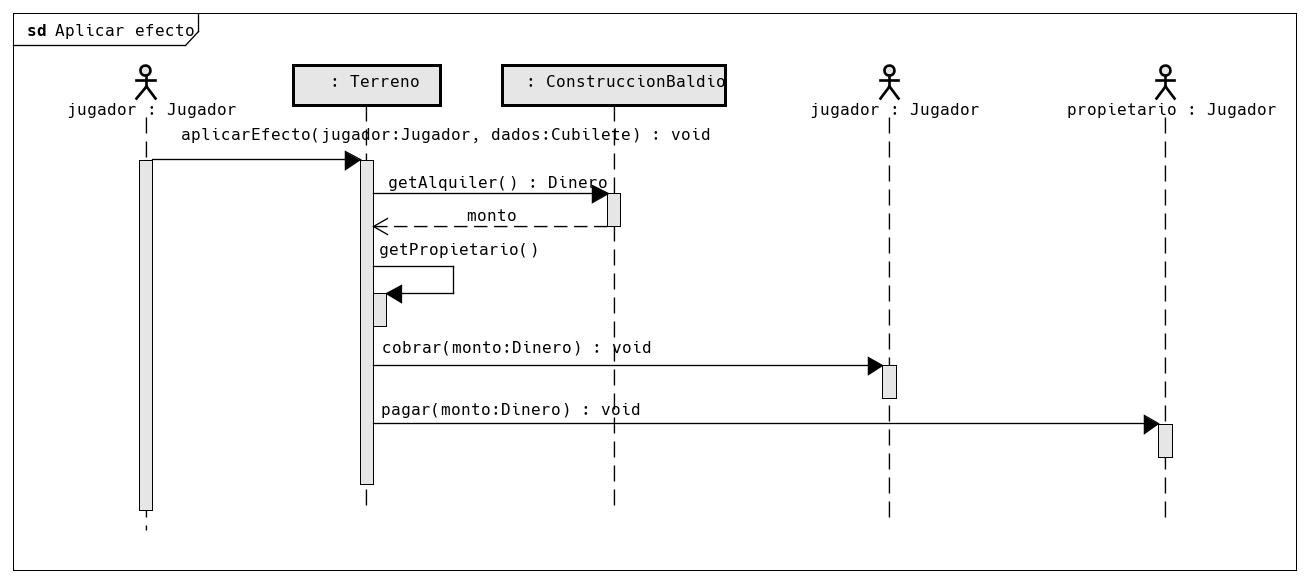 sd Aplicar efecto
jugador : Jugador
: Terreno
: ConstruccionBaldio
jugador : Jugador
propietario : Jugador
aplicarEfecto(jugador:Jugador, dados:Cubilete) : void
getAlquiler() : Dinero
monto
getPropietario()
cobrar(monto:Dinero) : void
pagar(monto:Dinero) : void